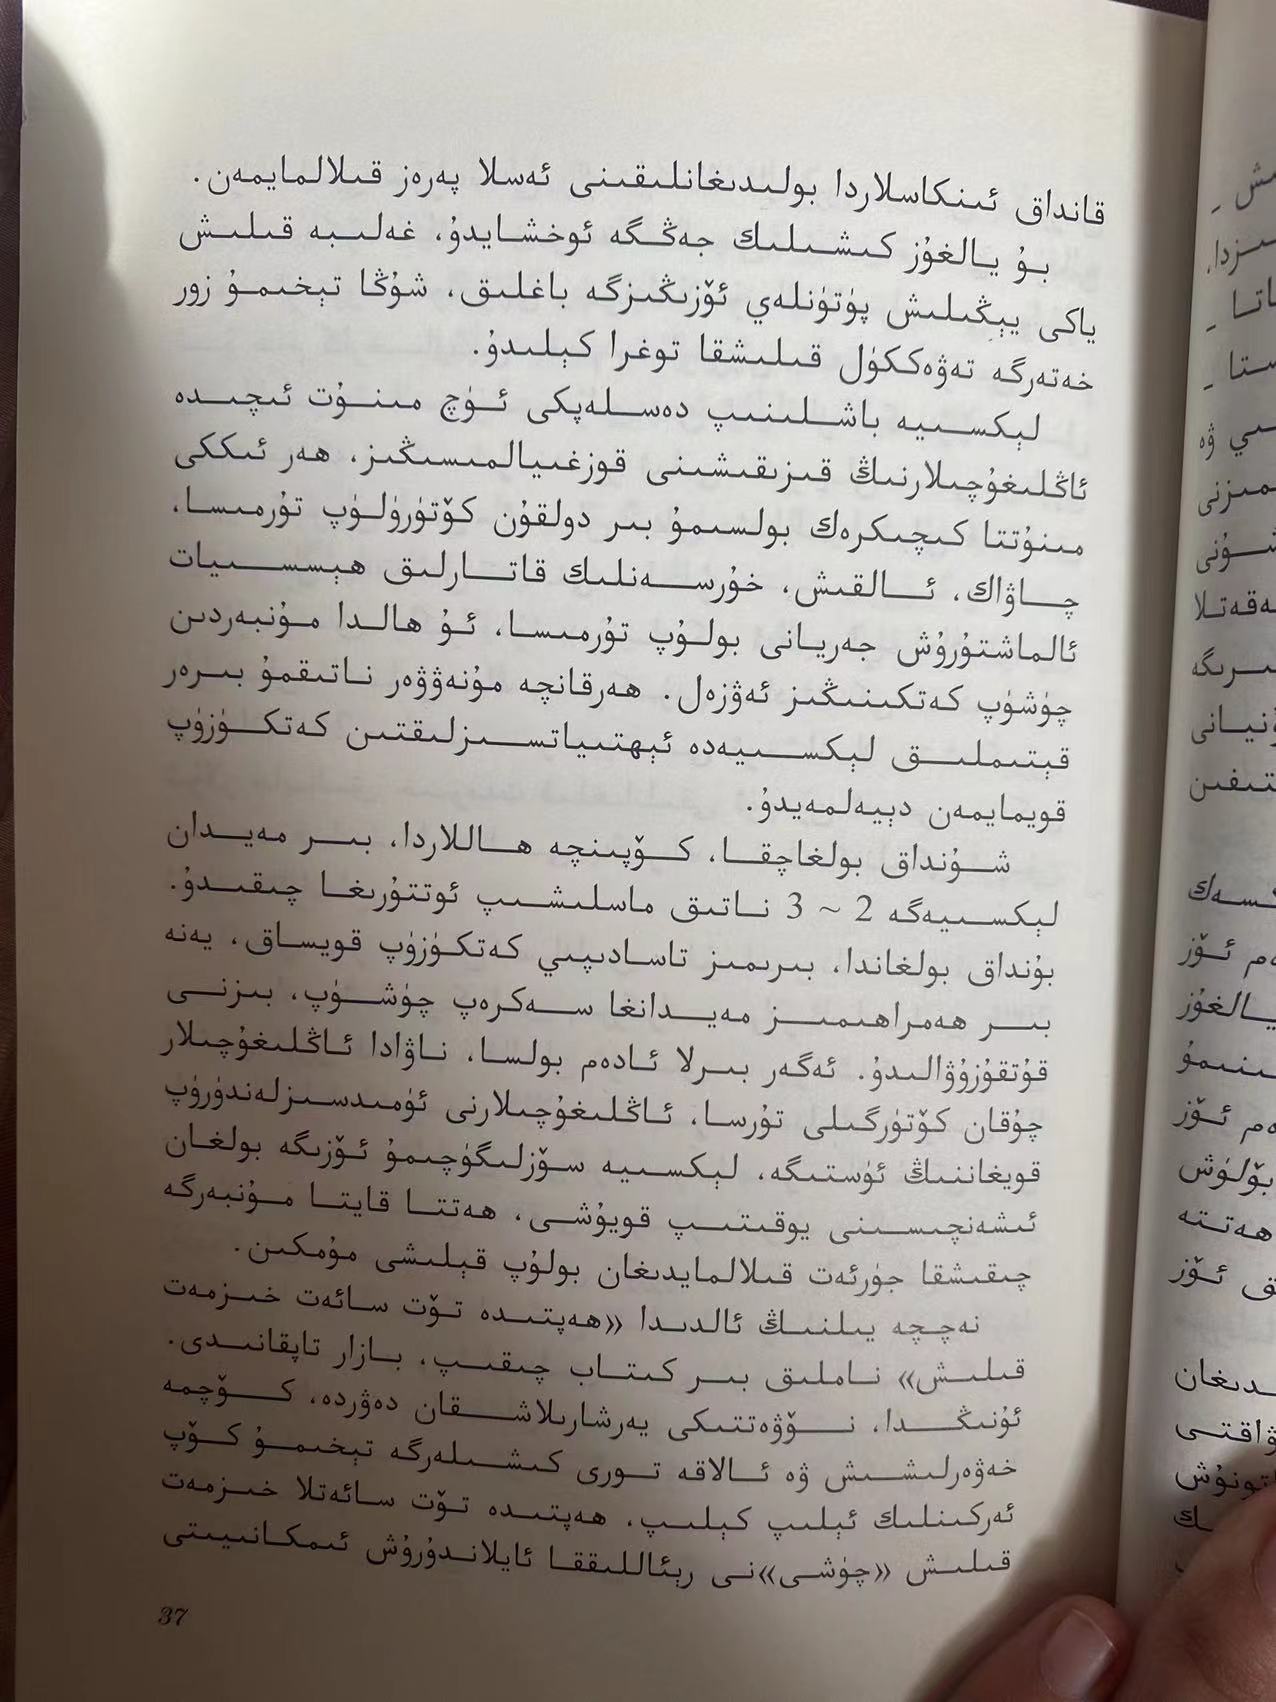 قانداق ئىنكاسلاردا بولىدىغانلىقىنى ئەسلا پەرەز قىلالمايمەن.
بۇ يالغۇز كىشىلىك جەڭگە ئوخشايدۇ، غەلىبە قىلىش
ياكى يېڭىلىش پۈتۈنلەي ئۆزىڭىزگە باغلىق، شۇڭا تېخىمۇ زور
خەتەرگە تەۋەككۈل قىلىشقا توغرا كېلىدۇ.
لېكسىيە باشلىنىپ دەسلەپكى ئۈچ مىنۇت ئىچىدە
ئاڭلىغۇچىلارنىڭ قىزىقىشىنى قوزغىيالمىسىڭىز، ھەر ئىككى
مىنۇتتا كىچىكرەك بولسىمۇ بىر دولقۇن كۆتۈرۈلۈپ تۇرمىسا،
چاۋاك، ئالقىش، خۇرسەنلىك قاتارلىق ھېسسىيات
ئالماشتۇرۇش جەريانى بولۇپ تۇرمىسا، ئۇ ھالدا مۇنبەردىن
چۈشۈپ كەتكىنىڭىز ئەۋزەل. ھەرقانچە مۇنەۋۋەر ناتىقمۇ بىرەر
قېتىملىق لېكسىيەدە ئېھتىياتسىزلىقتىن كەتكۈزۈپ
قويمايمەن دېيەلمەيدۇ.
شۇنداق بولغاچقا، كۆپىنچە ھاللاردا، بىر مەيدان
لېكسىيەگە 2 ~ 3 ناتىق ماسلىشىپ ئوتتۇرىغا چىقىدۇ.
بۇنداق بولغاندا، بىرىمىز تاسادىپىي كەتكۈزۈپ قويساق، يەنە
بىر ھەمراھىمىز مەيدانغا سەكرەپ چۈشۈپ، بىزنى
قۇتقۇزۇۋالىدۇ. ئەگەر بىرلا ئادەم بولسا، ناۋادا ئاڭلىغۇچىلار
چۇقان كۆتۈرگىلى تۇرسا، ئاڭلىغۇچىلارنى ئۈمىدسىزلەندۈرۈپ
قويغاننىڭ ئۈستىگە، لېكسىيە سۆزلىگۈچىمۇ ئۆزىگە بولغان
ئىشەنچىسىنى يوقىتىپ قويۇشى، ھەتتا قايتا مۇنبەرگە
چىقىشقا جۈرئەت قىلالمايدىغان بولۇپ قېلىشى مۇمكىن.
نەچچە يىلنىڭ ئالدىدا «ھەپتىدە تۆت سائەت خىزمەت
قىلىش» ناملىق بىر كىتاب چىقىپ، بازار تاپقانىدى.
ئۇنىڭدا، نۆۋەتتىكى يەرشارىلاشقان دەۋردە، كۆچمە
خەۋەرلىشىش ۋە ئالاقە تورى كىشىلەرگە تېخىمۇ كۆپ
ئەركىنلىك ئېلىپ كېلىپ، ھەپتىدە تۆت سائەتلا خىزمەت
قىلىش «چۈشى»نى رېئاللىققا ئايلاندۇرۇش ئىمكانىيىتى
37